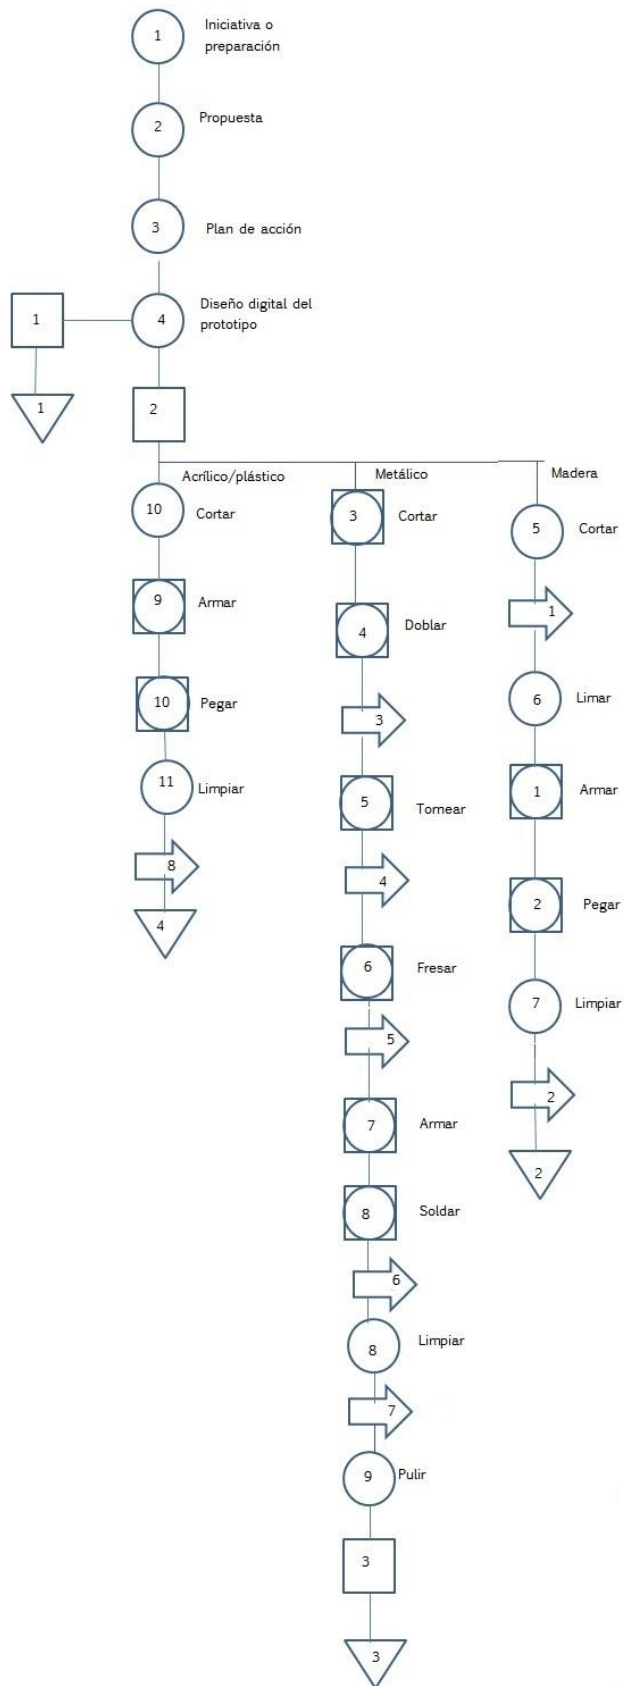 1
Iniciativa o
preparación
2
Propuesta
3
Plan de acción
1
4
Diseño digital del
prototipo
1
2
Acrílico/plástico
10
Cortar
9
Armar
10
Pegar
11
Limpiar
8
4
Metálico
3
Cortar
4
Doblar
3
5
Tornear
4
6
Fresar
5
7
Armar
8
Soldar
6
8
Limpiar
7
9
Pulir
3
3
Madera
5
Cortar
1
6
Limar
1
Armar
2
Pegar
7
Limpiar
2
2